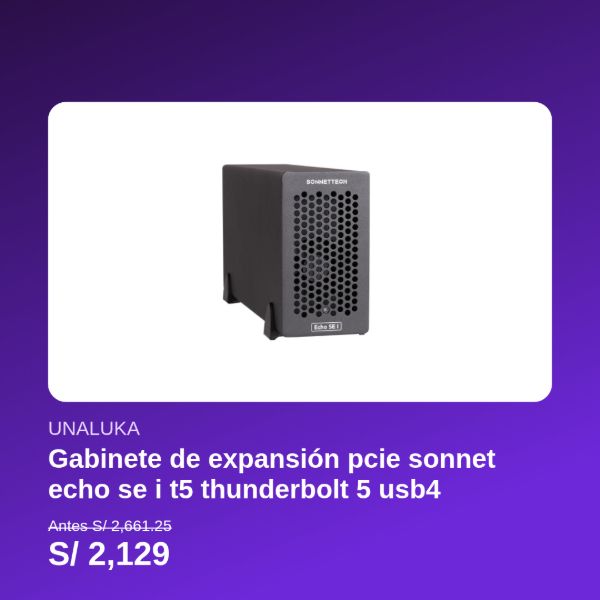 SONNETTECH
Echo SE I
UNALUKA
Gabinete de expansión pcie sonnet
echo se i t5 thunderbolt 5 usb4
Antes S/ 2,661.25
S/ 2,129